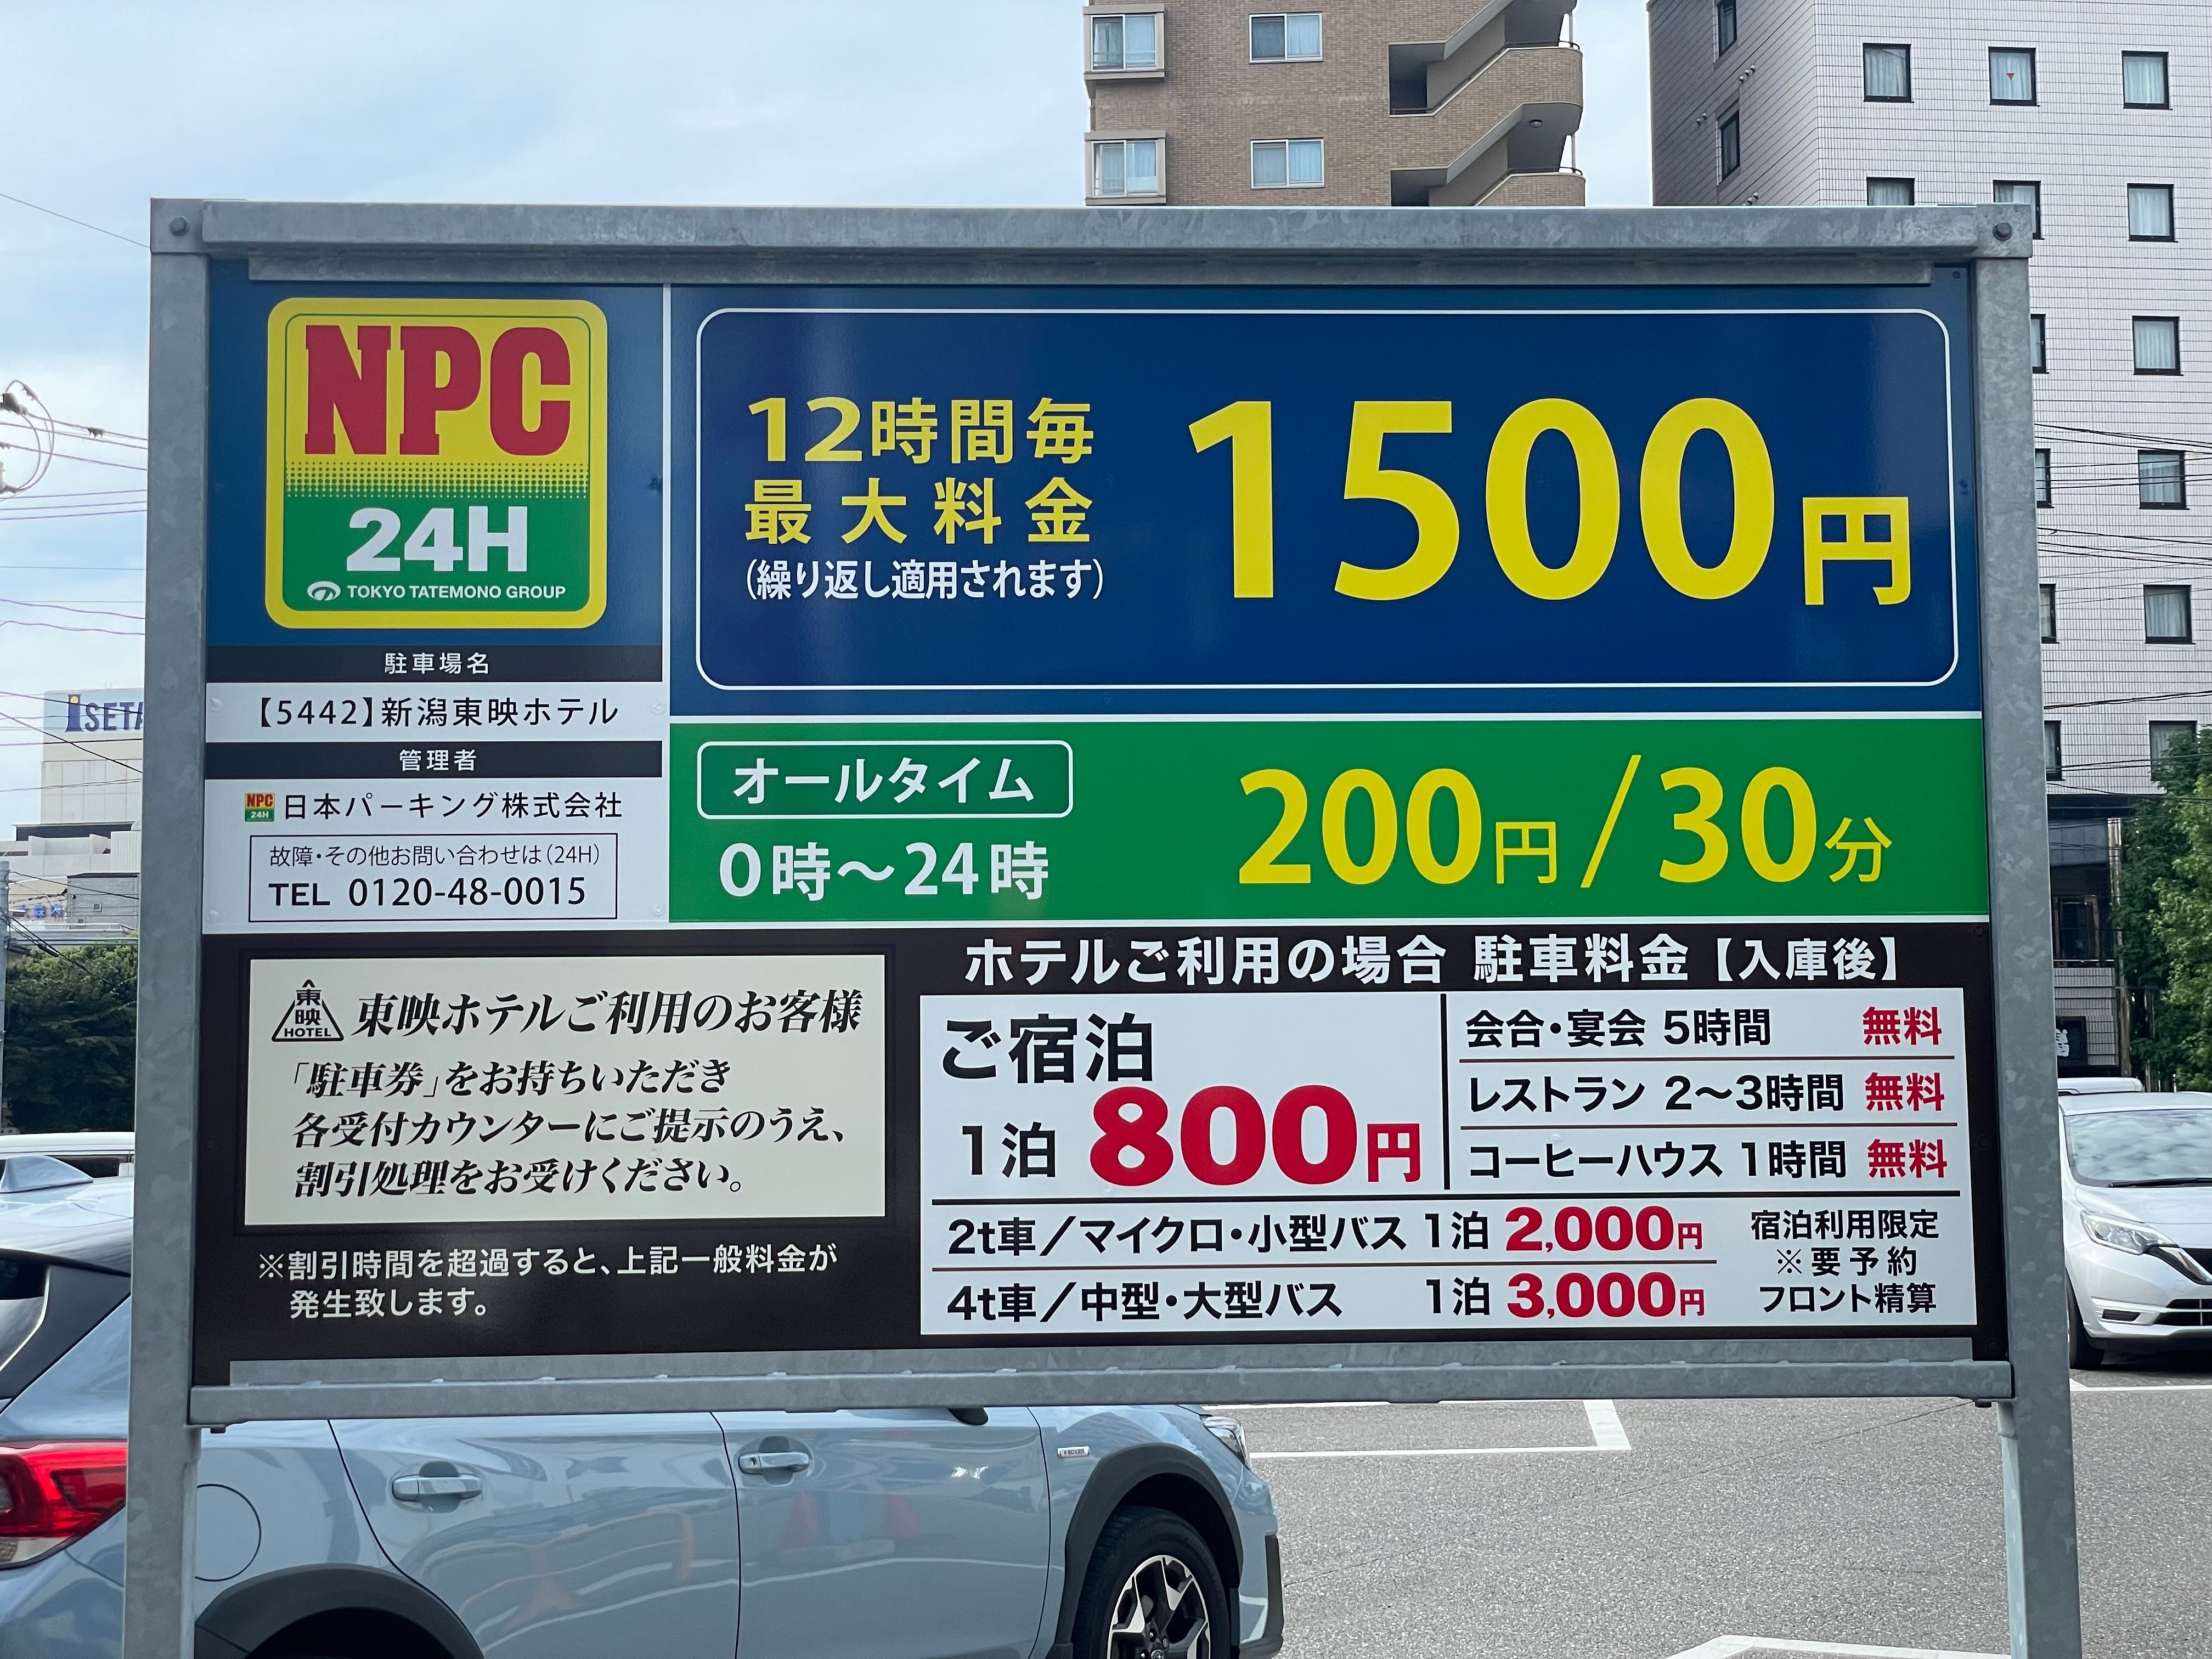 NPC
24H
TOKYO TATEMONO GROUP
駐車場名
【5442】新潟東映ホテル
管理者
NPC 24H 日本パーキング株式会社
故障・その他お問い合わせは(24H)
TEL 0120-48-0015
12時間毎
最大料金
(繰り返し適用されます)
1500円
オールタイム
0時〜24時
200円/30分
東映
HOTEL
東映ホテルご利用のお客様
「駐車券」をお持ちいただき
各受付カウンターにご提示のうえ、
割引処理をお受けください。
※割引時間を超過すると、上記一般料金が
発生致します。
ホテルご利用の場合 駐車料金【入庫後】
ご宿泊
1泊 800円
会合・宴会 5時間 無料
レストラン 2〜3時間 無料
コーヒーハウス 1時間 無料
2t車／マイクロ・小型バス 1泊 2,000円
4t車／中型・大型バス 1泊 3,000円
宿泊利用限定
※要予約
フロント精算
iSETA